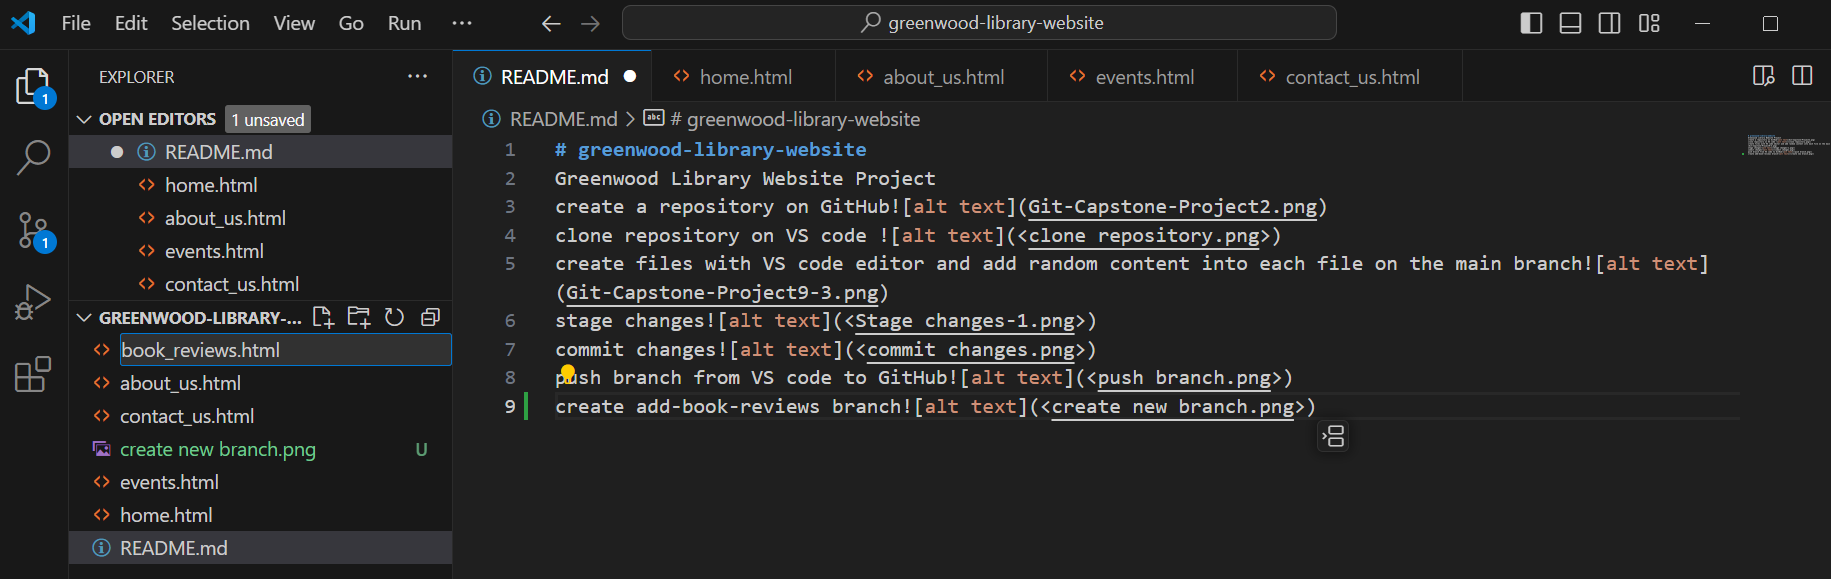 File Edit Selection View Go Run ···
greenwood-library-website
EXPLORER ···
1
OPEN EDITORS 1 unsaved
README.md
home.html
about_us.html
events.html
contact_us.html
1
GREENWOOD-LIBRARY-...
book_reviews.html
about_us.html
contact_us.html
create new branch.png U
events.html
home.html
README.md
README.md home.html about_us.html events.html contact_us.html
README.md > abc # greenwood-library-website
1 # greenwood-library-website
2 Greenwood Library Website Project
3 create a repository on GitHub![alt text](Git-Capstone-Project2.png)
4 clone repository on VS code ![alt text](<clone repository.png>)
5 create files with VS code editor and add random content into each file on the main branch![alt text]
(Git-Capstone-Project9-3.png)
6 stage changes![alt text](<Stage changes-1.png>)
7 commit changes![alt text](<commit changes.png>)
8 push branch from VS code to GitHub![alt text](<push branch.png>)
9 create add-book-reviews branch![alt text](<create new branch.png>)